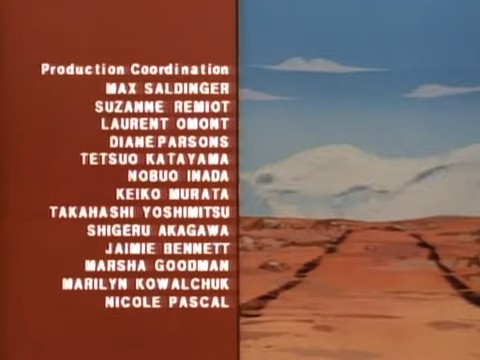 Production Coordination
MAX SALDINGER
SUZANNE REMIOT
LAURENT OMONT
DIANE PARSONS
TETSUO KATAYAMA
NOBUO INADA
KEIKO MURATA
TAKAHASHI YOSHIMITSU
SHIGERU AKAGAWA
JAIMIE BENNETT
MARSHA GOODMAN
MARILYN KOWALCHUK
NICOLE PASCAL